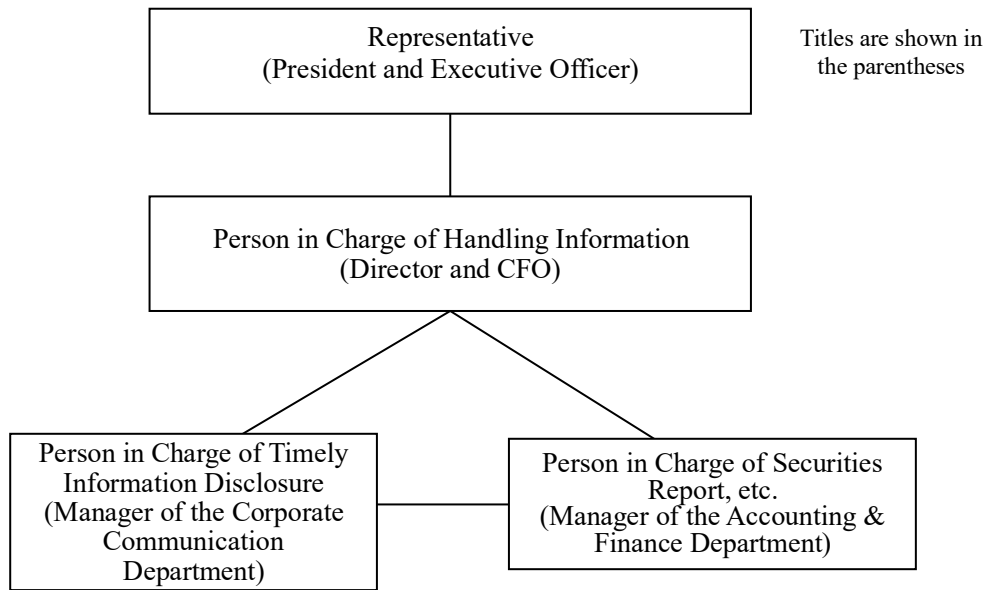 Representative
(President and Executive Officer)
Titles are shown in
the parentheses
Person in Charge of Handling Information
(Director and CFO)
Person in Charge of Timely
Information Disclosure
(Manager of the Corporate
Communication
Department)
Person in Charge of Securities
Report, etc.
(Manager of the Accounting &
Finance Department)